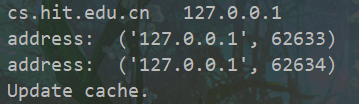 cs.hit.edu.cn   127.0.0.1
address:  ('127.0.0.1', 62633)
address:  ('127.0.0.1', 62634)
Update cache.